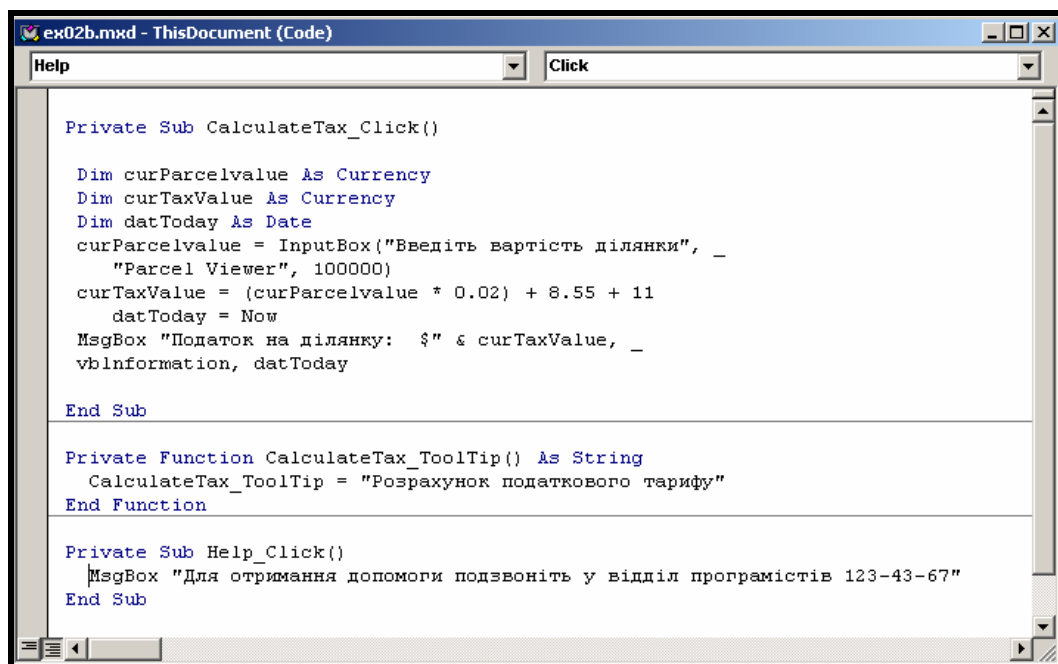 ex02b.mxd - ThisDocument (Code)
Help Click
Private Sub CalculateTax_Click()
Dim curParcelvalue As Currency
Dim curTaxValue As Currency
Dim datToday As Date
curParcelvalue = InputBox("Введіть вартість ділянки", _
"Parcel Viewer", 100000)
curTaxValue = (curParcelvalue * 0.02) + 8.55 + 11
datToday = Now
MsgBox "Податок на ділянку:  $" & curTaxValue, _
vblnformation, datToday
End Sub
Private Function CalculateTax_ToolTip() As String
CalculateTax_ToolTip = "Розрахунок податкового тарифу"
End Function
Private Sub Help_Click()
MsgBox "Для отримання допомоги подзвоніть у відділ програмістів 123-43-67"
End Sub